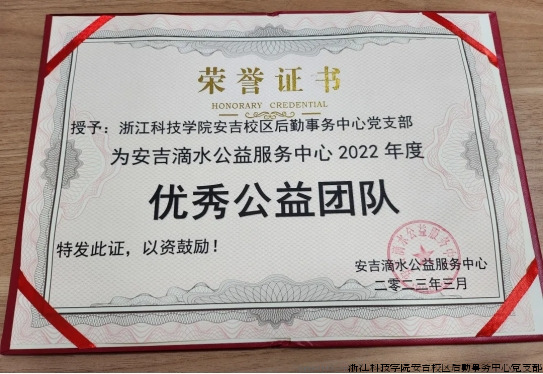 荣誉证书
HONORARY CREDENTIAL
授予：浙江科技学院安吉校区后勤事务中心党支部
为安吉滴水公益服务中心 2022 年度
优秀公益团队
特发此证，以资鼓励！
安吉滴水公益服务中心
二零二三年三月
浙江科技学院安吉校区后勤事务中心党支部